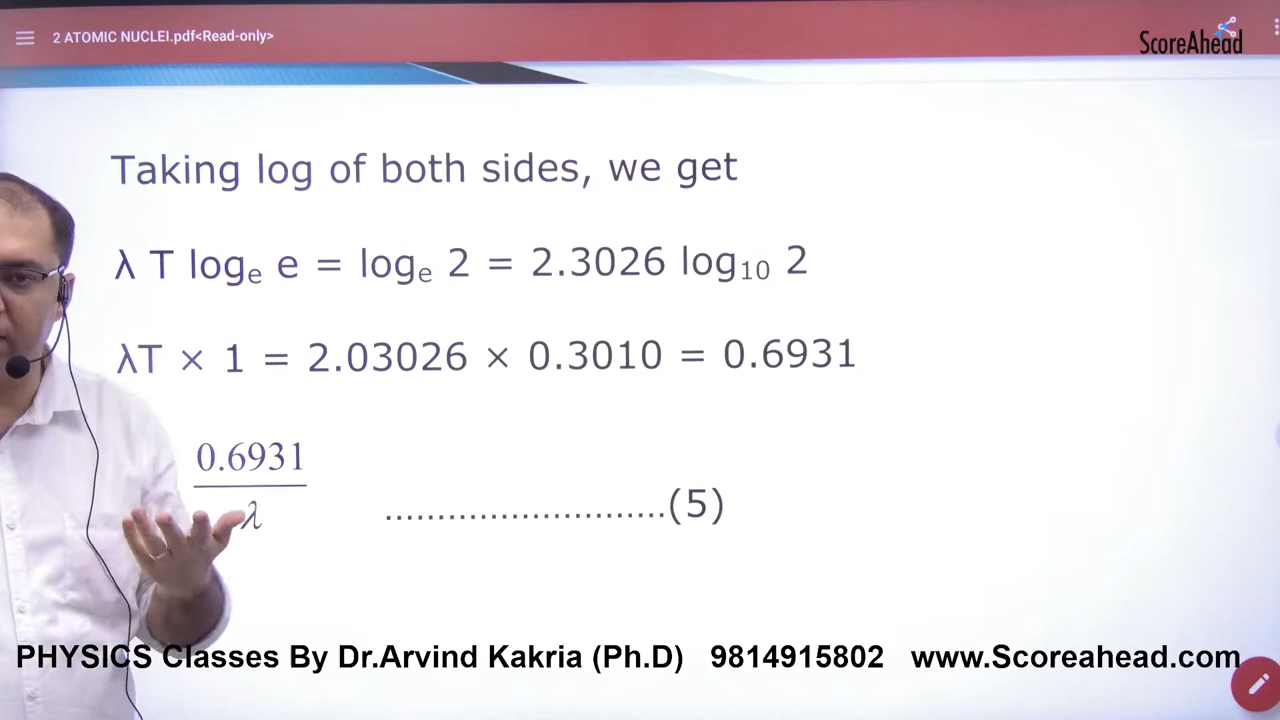 2 ATOMIC NUCLEI.pdf<Read-only>
ScoreAhead
Taking log of both sides, we get
λ T logₑ e = logₑ 2 = 2.3026 log₁₀ 2
λT × 1 = 2.03026 × 0.3010 = 0.6931
0.6931
λ
...........................(5)
PHYSICS Classes By Dr.Arvind Kakria (Ph.D) 9814915802 www.Scoreahead.com